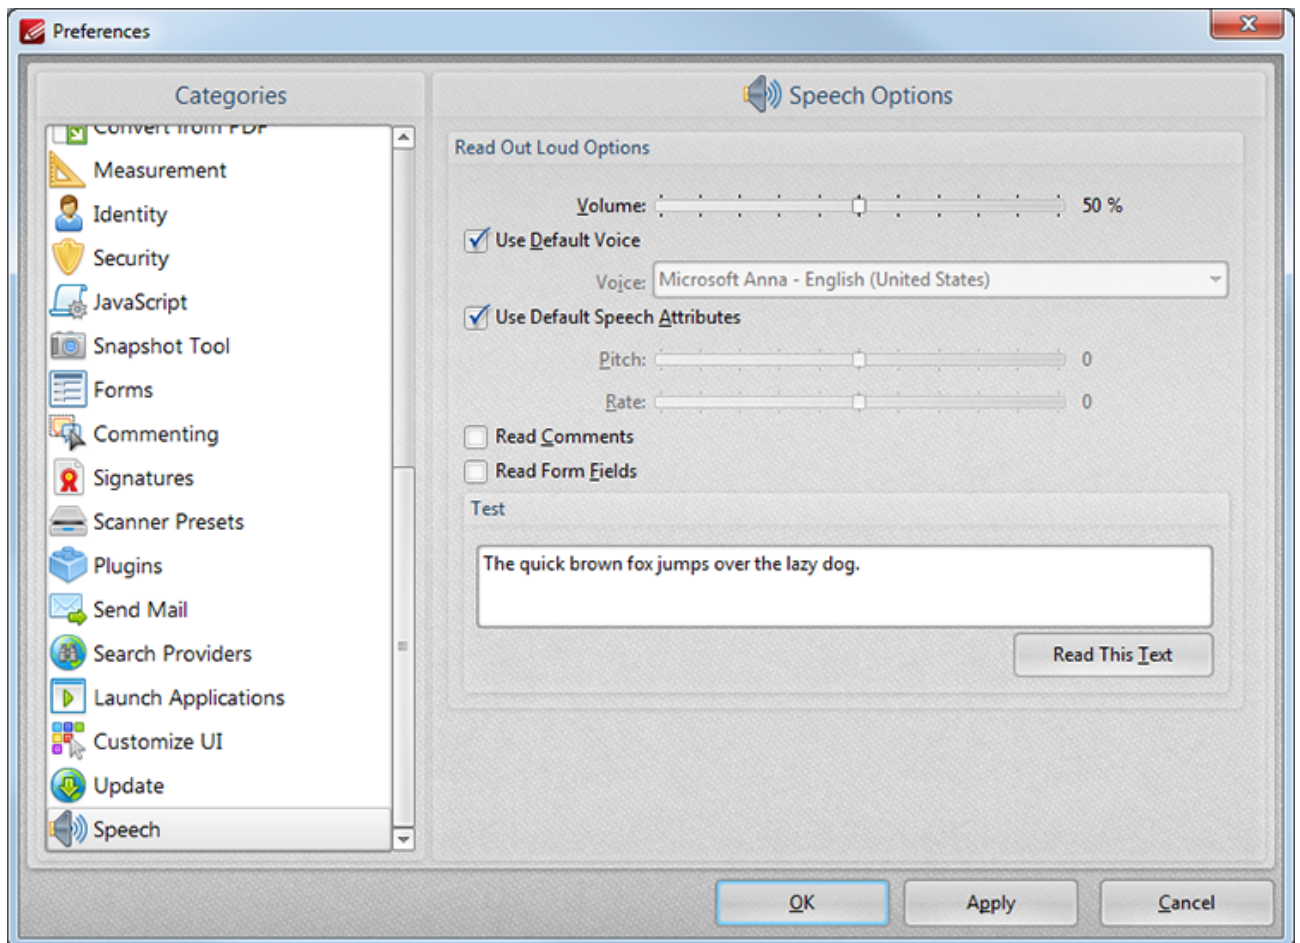 Preferences
Categories
Convert from PDF
Measurement
Identity
Security
JavaScript
Snapshot Tool
Forms
Commenting
Signatures
Scanner Presets
Plugins
Send Mail
Search Providers
Launch Applications
Customize UI
Update
Speech
Speech Options
Read Out Loud Options
Volume: 50 %
Use Default Voice
Voice: Microsoft Anna - English (United States)
Use Default Speech Attributes
Pitch: 0
Rate: 0
Read Comments
Read Form Fields
Test
The quick brown fox jumps over the lazy dog.
Read This Text
OK Apply Cancel